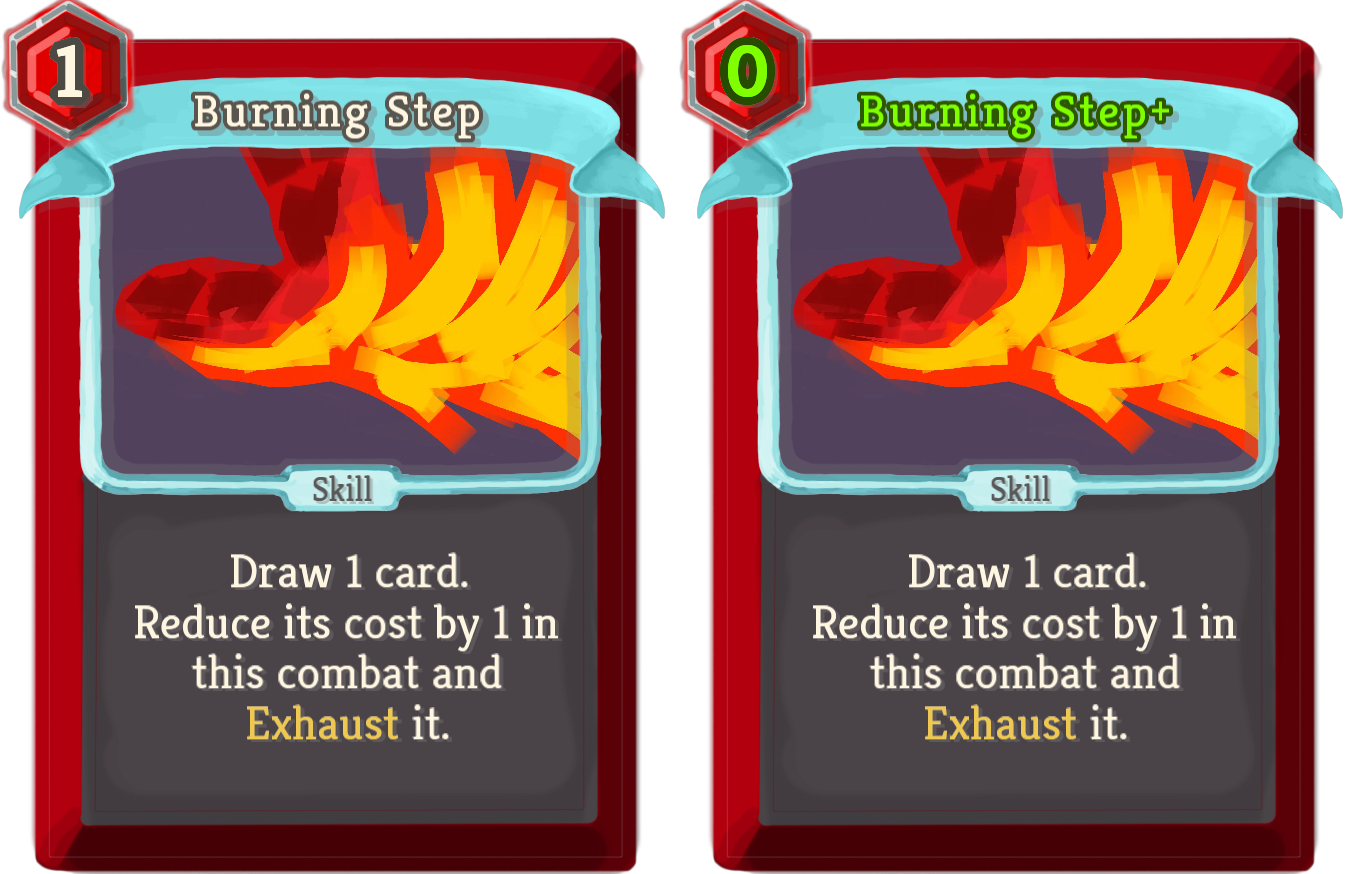 1
Burning Step
Skill
Draw 1 card.
Reduce its cost by 1 in
this combat and
Exhaust it.
0
Burning Step+
Skill
Draw 1 card.
Reduce its cost by 1 in
this combat and
Exhaust it.